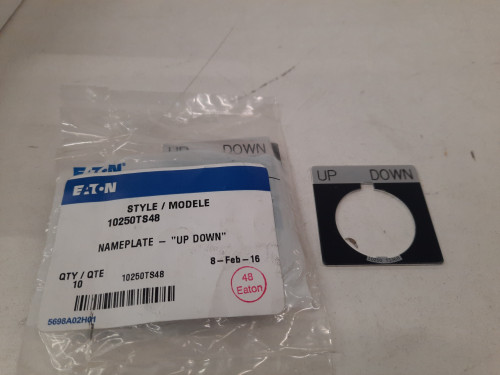 UP DOWN
EATON
EATON
STYLE / MODELE
10250TS48
NAMEPLATE - "UP DOWN"
8-Feb-16
QTY / QTE
10
10250TS48
48
Eaton
5698A02H01
UP DOWN